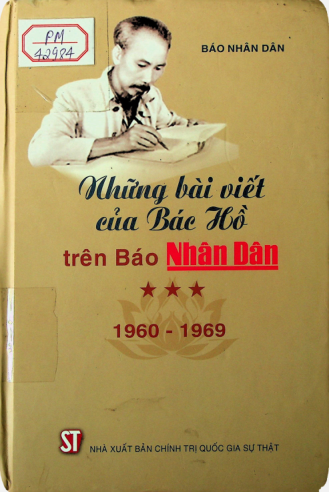 PM
42984
BÁO NHÂN DÂN
Những bài viết
của Bác Hồ
trên Báo Nhân Dân
1960 - 1969
ST
NHÀ XUẤT BẢN CHÍNH TRỊ QUỐC GIA SỰ THẬT